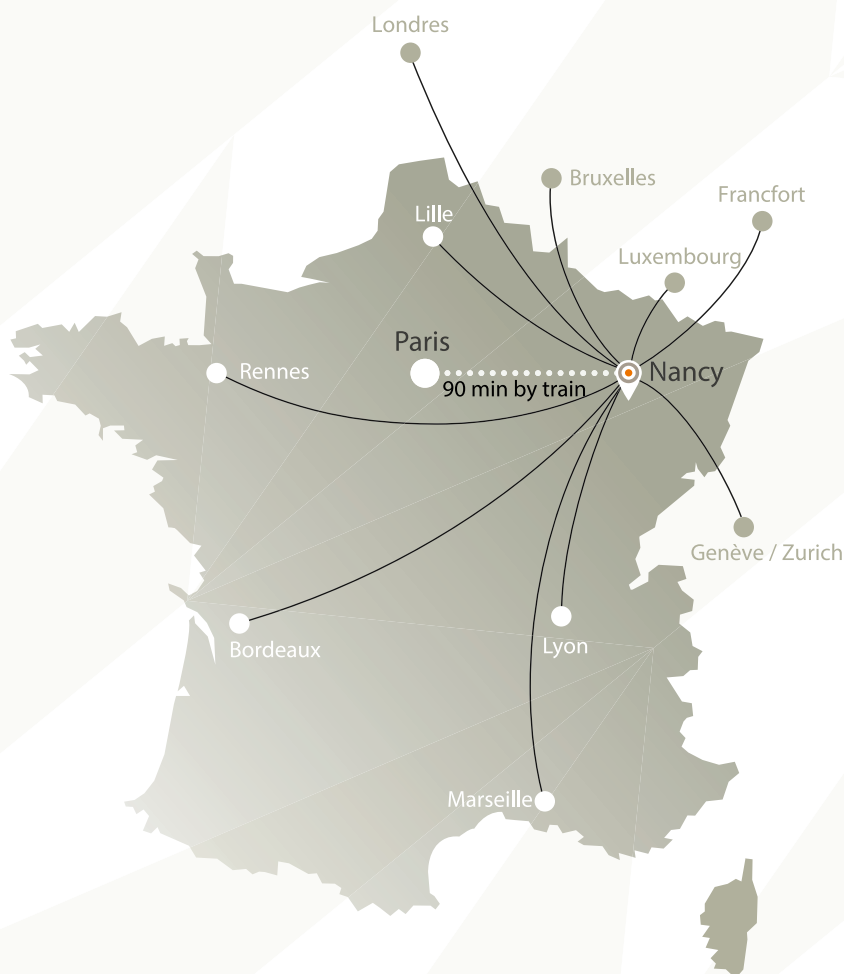 Londres
Bruxelles
Francfort
Lille
Luxembourg
Paris
Rennes
Nancy
90 min by train
Genève / Zurich
Bordeaux
Lyon
Marseille